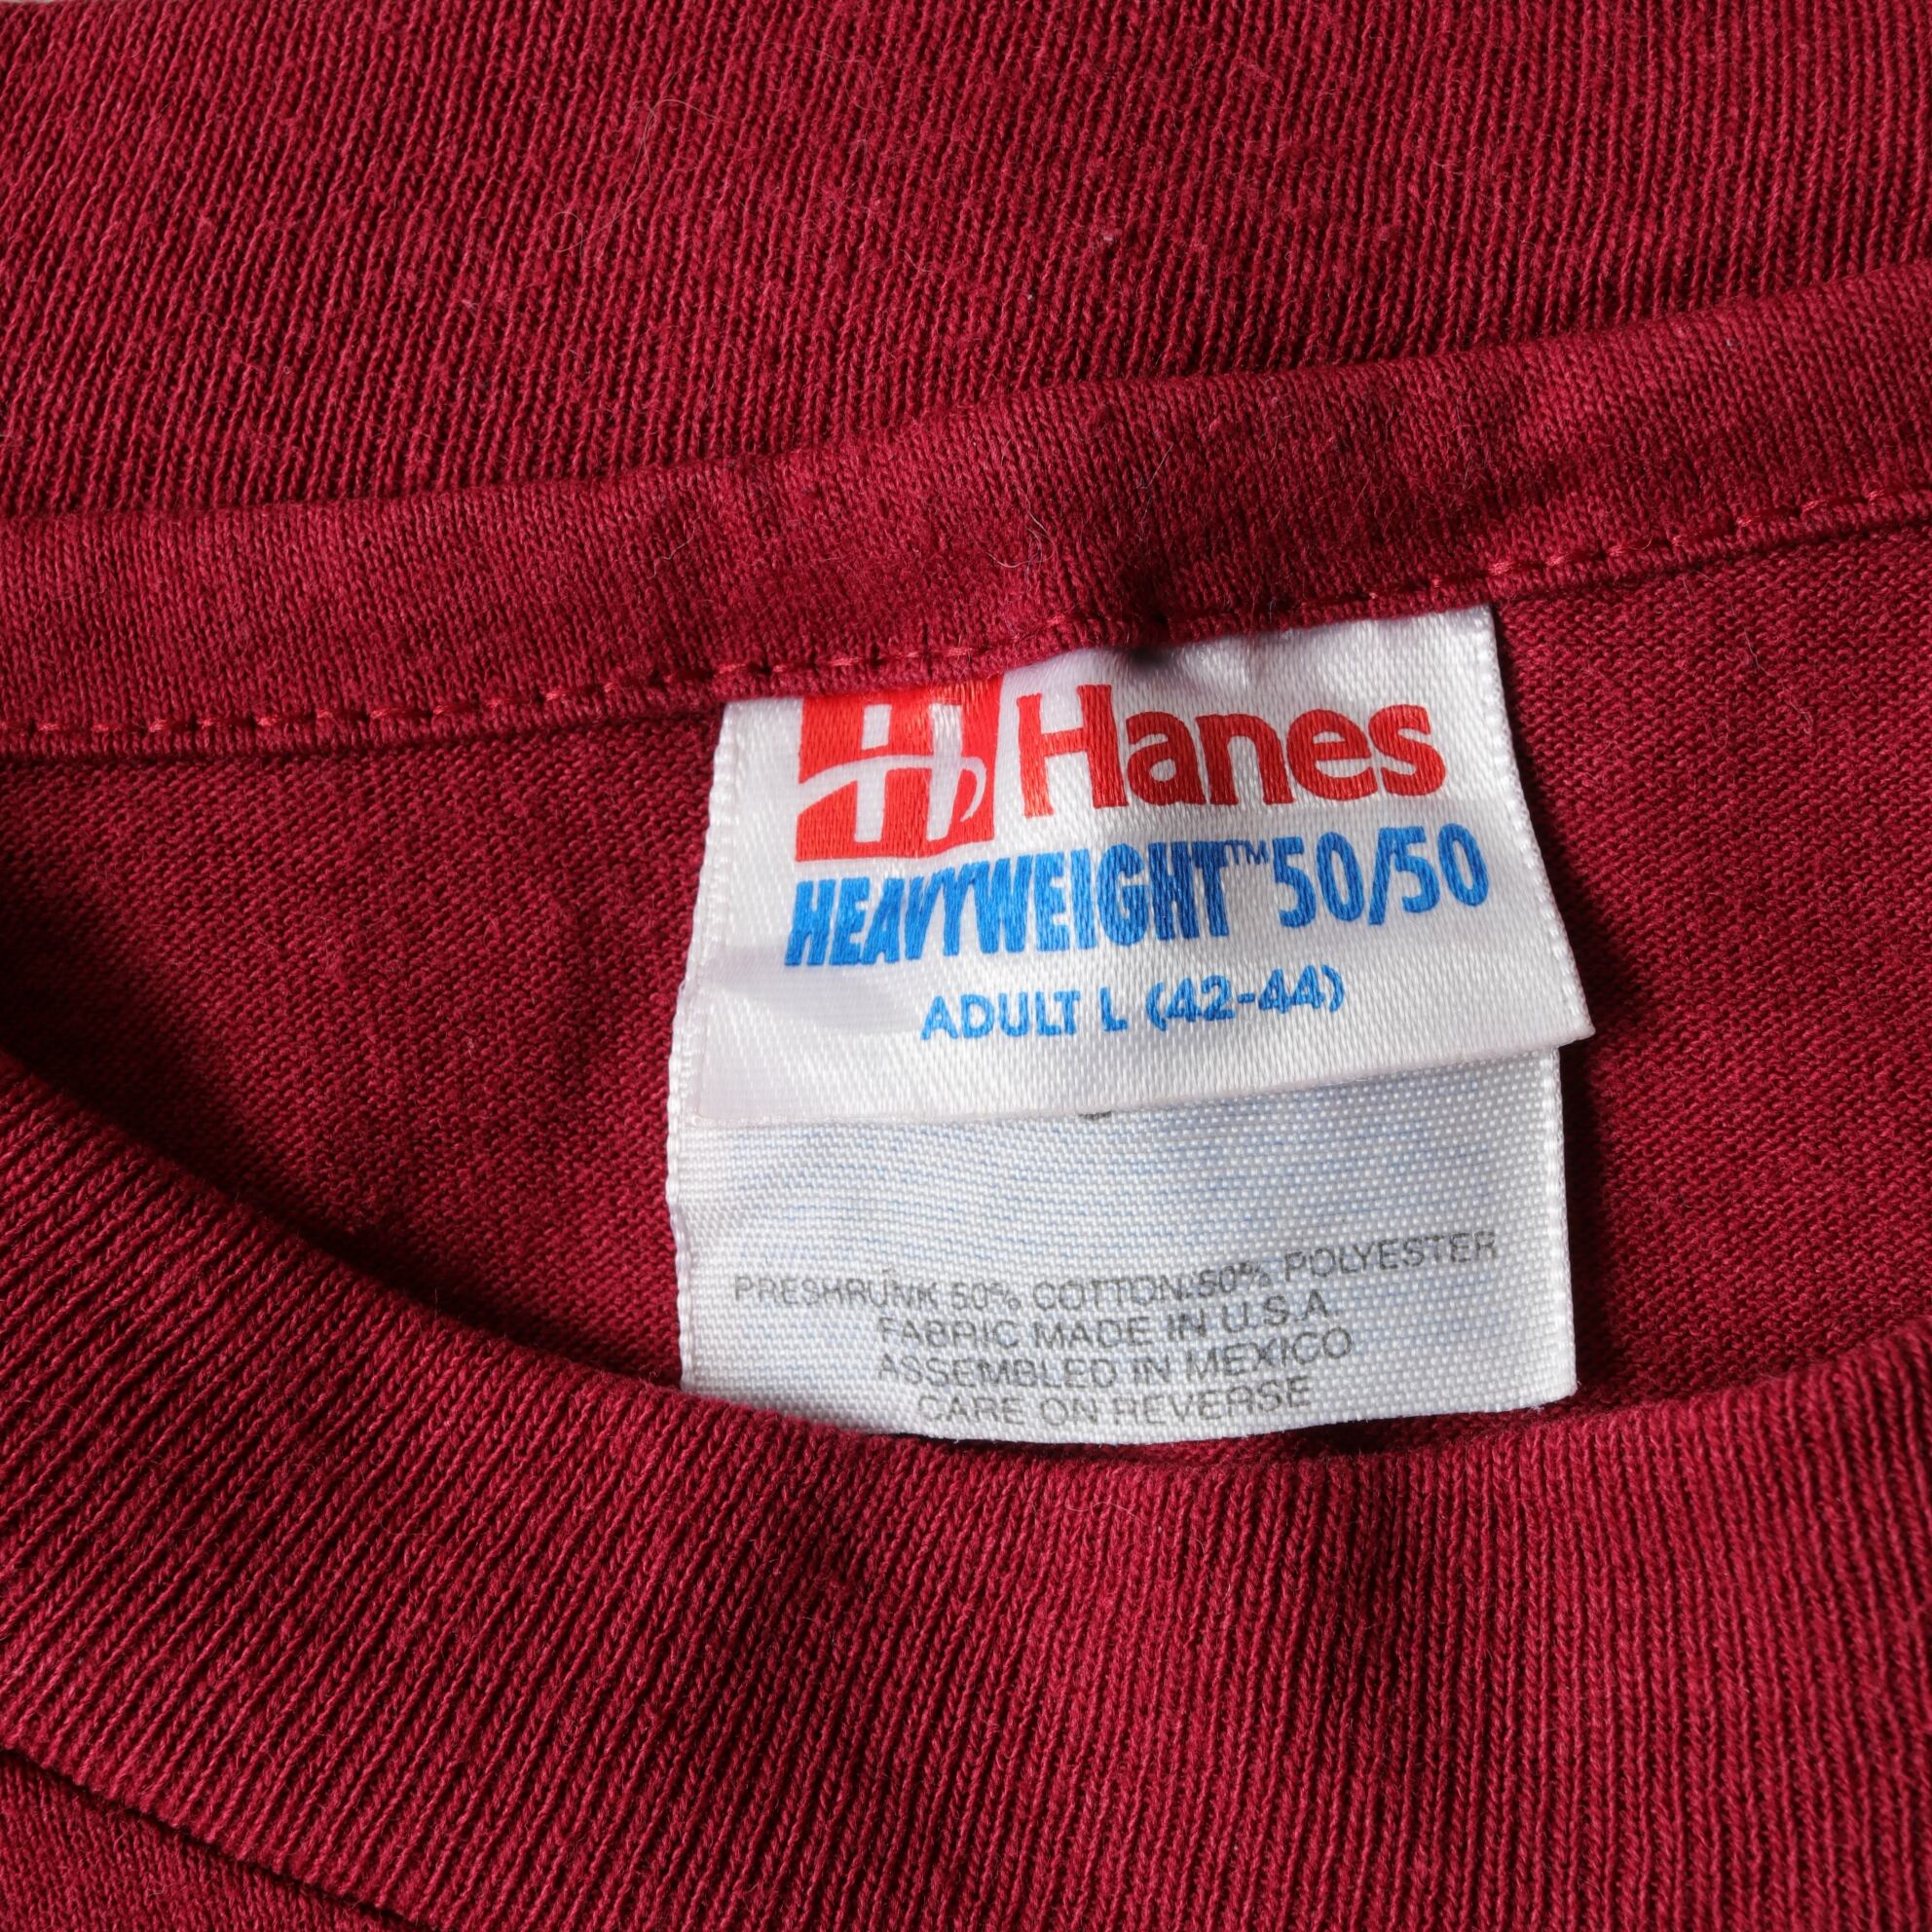 Hanes
HEAVYWEIGHT™ 50/50
ADULT L (42-44)
PRESHRUNK 50% COTTON 50% POLYESTER
FABRIC MADE IN U.S.A.
ASSEMBLED IN MEXICO
CARE ON REVERSE